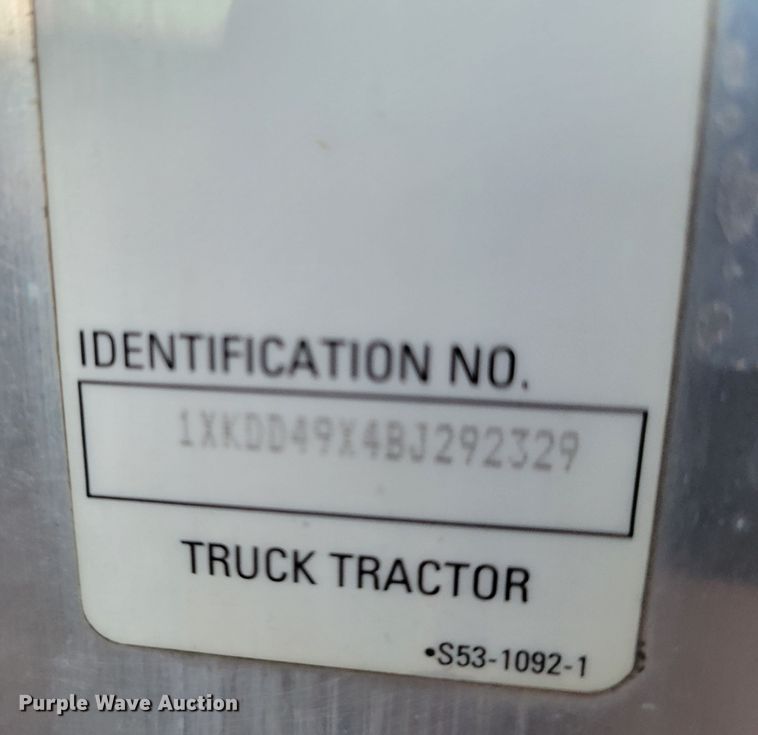 IDENTIFICATION NO.
1XKDD49X4BJ292329
TRUCK TRACTOR
•S53-1092-1
Purple Wave Auction